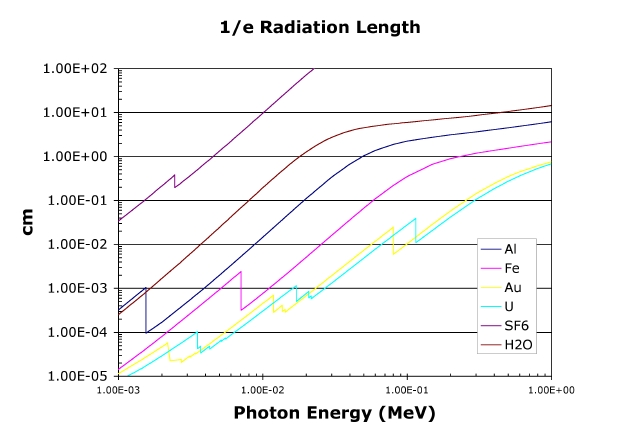 1/e Radiation Length
1.00E+02
1.00E+01
1.00E+00
1.00E-01
1.00E-02
1.00E-03
1.00E-04
1.00E-05
cm
Al
Fe
Au
U
SF6
H2O
1.00E-03 1.00E-02 1.00E-01 1.00E+00
Photon Energy (MeV)